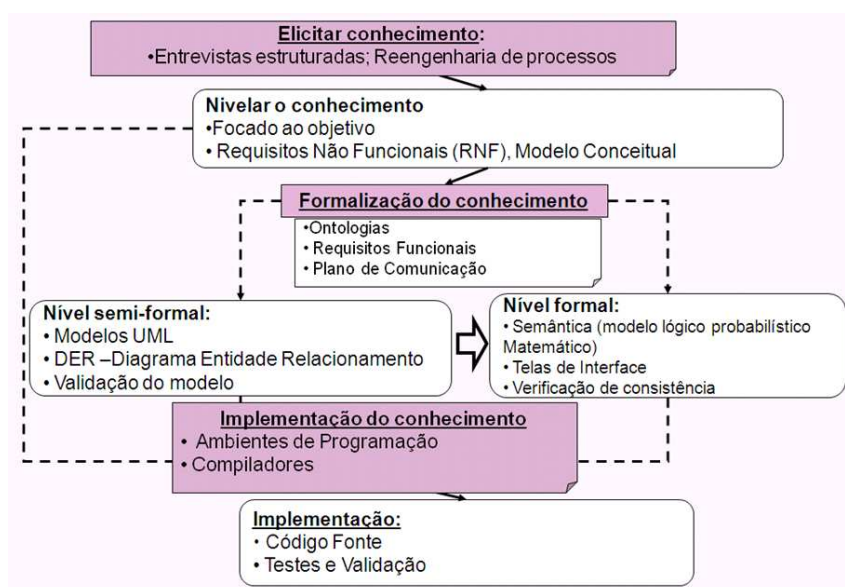 Elicitar conhecimento:
•Entrevistas estruturadas; Reengenharia de processos
Nivelar o conhecimento
•Focado ao objetivo
• Requisitos Não Funcionais (RNF), Modelo Conceitual
Formalização do conhecimento
•Ontologias
• Requisitos Funcionais
• Plano de Comunicação
Nível semi-formal:
• Modelos UML
• DER –Diagrama Entidade Relacionamento
• Validação do modelo
Nível formal:
• Semântica (modelo lógico probabilístico
Matemático)
• Telas de Interface
• Verificação de consistência
Implementação do conhecimento
• Ambientes de Programação
• Compiladores
Implementação:
• Código Fonte
• Testes e Validação